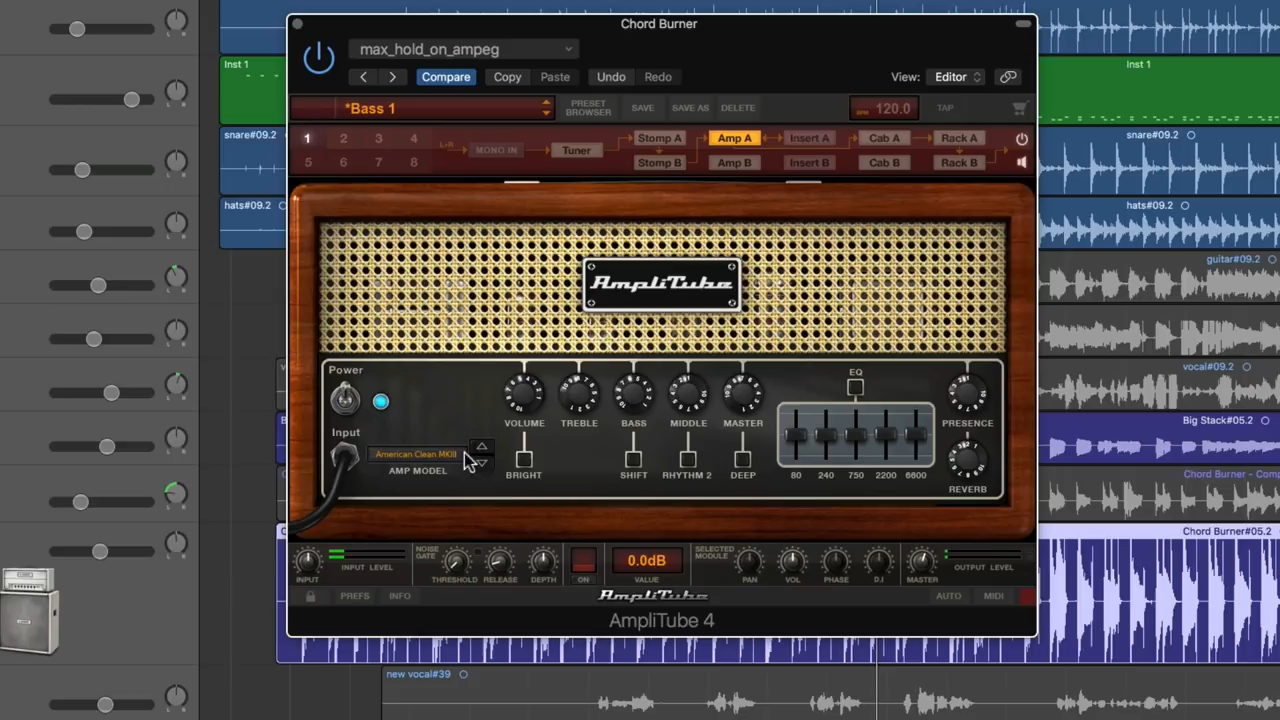 Chord Burner
max_hold_on_ampeg
Compare
Copy
Paste
Undo
Redo
View:
Editor
*Bass 1
PRESET BROWSER
SAVE
SAVE AS
DELETE
BPM 120.0
TAP
1 2 3 4
5 6 7 8
MONO IN
Tuner
Stomp A
Amp A
Insert A
Cab A
Rack A
Stomp B
Amp B
Insert B
Cab B
Rack B
Inst 1
Inst 1
snare#09.2
snare#09.2
hats#09.2
hats#09.2
guitar#09.2
vocal#09.2
Big Stack#05.2
Chord Burner - Comp
Chord Burner#05.2
new vocal#39
AmpliTube
Power
Input
American Clean MKIII
AMP MODEL
VOLUME
TREBLE
BASS
MIDDLE
MASTER
BRIGHT
SHIFT
RHYTHM 2
DEEP
EQ
80 240 750 2200 6600
PRESENCE
REVERB
INPUT
INPUT LEVEL
NOISE GATE
THRESHOLD
RELEASE
DEPTH
ON
0.0dB
VALUE
SELECTED MODULE
PAN
VOL
PHASE
D.I
MASTER
OUTPUT LEVEL
PREFS
INFO
AmpliTube
AUTO
MIDI
AmpliTube 4